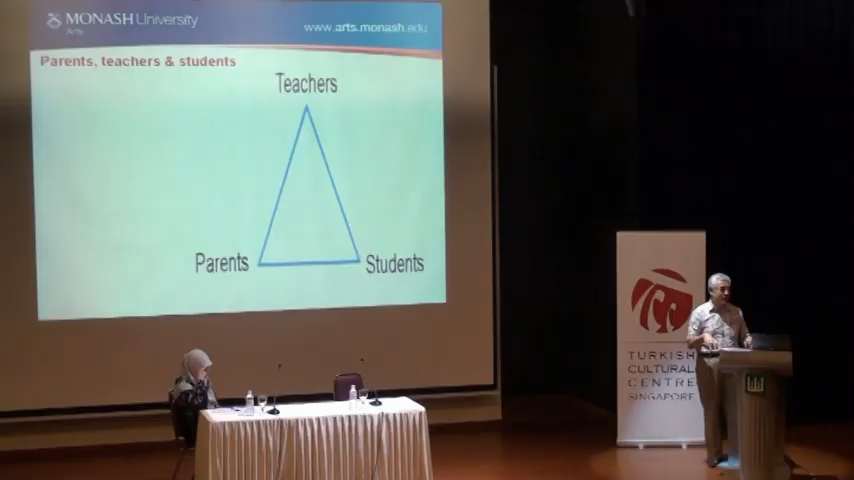 MONASH University
Arts
www.arts.monash.edu
Parents, teachers & students
Teachers
Parents
Students
TURKISH
CULTURAL
CENTRE
SINGAPORE